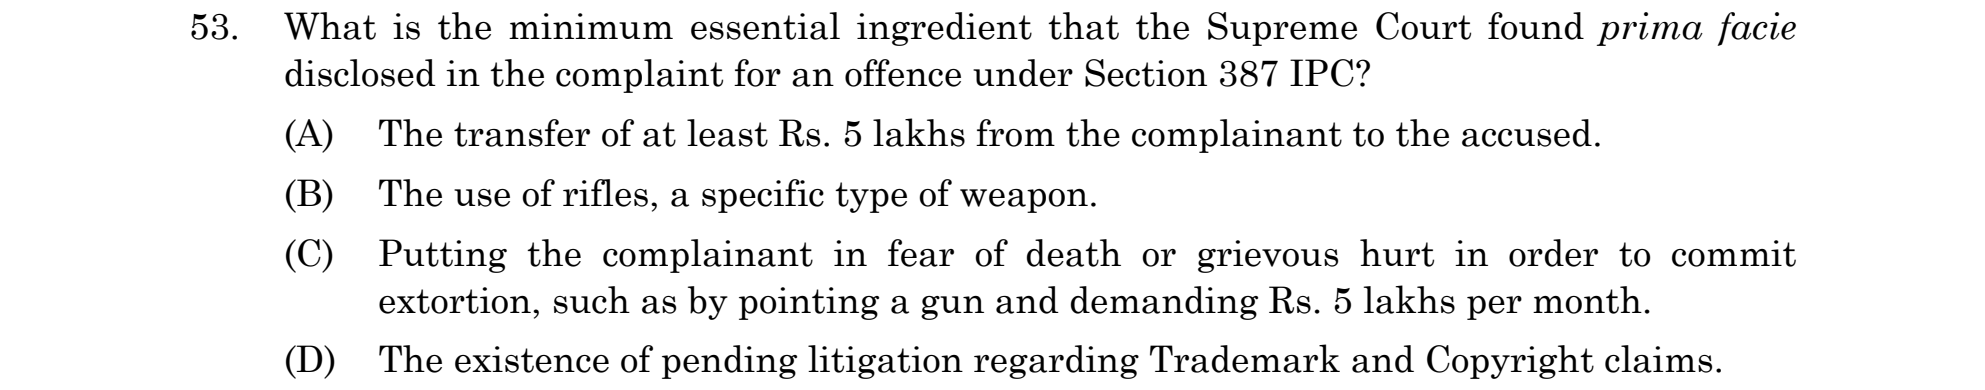 53. What is the minimum essential ingredient that the Supreme Court found prima facie
disclosed in the complaint for an offence under Section 387 IPC?
(A) The transfer of at least Rs. 5 lakhs from the complainant to the accused.
(B) The use of rifles, a specific type of weapon.
(C) Putting the complainant in fear of death or grievous hurt in order to commit
extortion, such as by pointing a gun and demanding Rs. 5 lakhs per month.
(D) The existence of pending litigation regarding Trademark and Copyright claims.